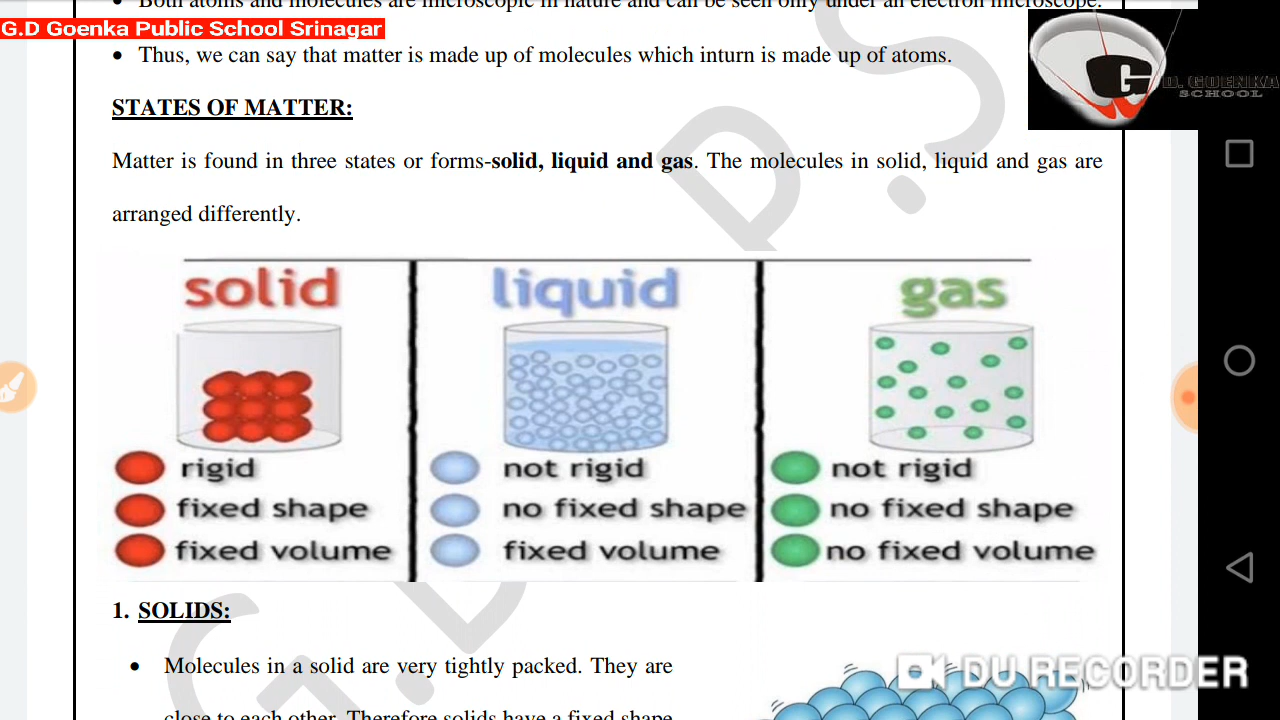 • Both atoms and molecules are microscopic in nature and can be seen only under an electron microscope.
G.D Goenka Public School Srinagar
• Thus, we can say that matter is made up of molecules which inturn is made up of atoms.
G
D. GOENKA
SCHOOL
STATES OF MATTER:
Matter is found in three states or forms-solid, liquid and gas. The molecules in solid, liquid and gas are
arranged differently.
solid
rigid
fixed shape
fixed volume
liquid
not rigid
no fixed shape
fixed volume
gas
not rigid
no fixed shape
no fixed volume
1. SOLIDS:
• Molecules in a solid are very tightly packed. They are
close to each other. Therefore solids have a fixed shape
DU RECORDER